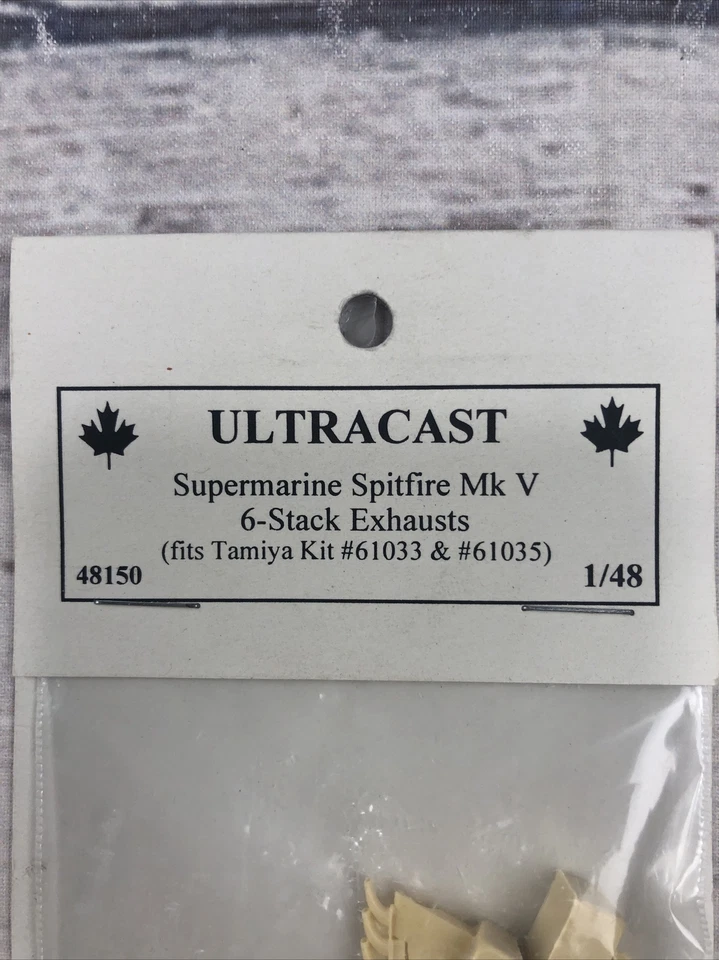 ULTRACAST
Supermarine Spitfire Mk V
6-Stack Exhausts
(fits Tamiya Kit #61033 & #61035)
48150
1/48